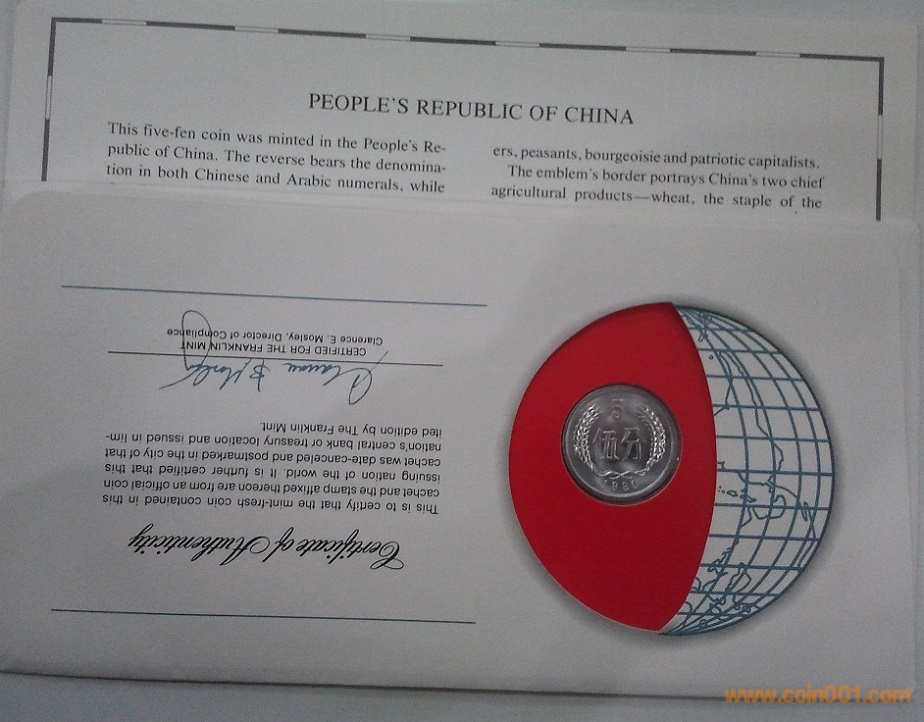 PEOPLE'S REPUBLIC OF CHINA
This five-fen coin was minted in the People's Re-
public of China. The reverse bears the denomina-
tion in both Chinese and Arabic numerals, while
ers, peasants, bourgeoisie and patriotic capitalists.
The emblem's border portrays China's two chief
agricultural products—wheat, the staple of the
Certificate of Authenticity
This is to certify that the mint-fresh coin contained in this
cachet and the stamp affixed thereon are from an official coin
issuing nation of the world. It is further certified that this
cachet was date-canceled and postmarked in the city of that
nation's central bank or treasury location and issued in lim-
ited edition by The Franklin Mint.
CERTIFIED FOR THE FRANKLIN MINT
Clarence E. Mosley, Director of Compliance
5
伍分
1980
www.coin001.com